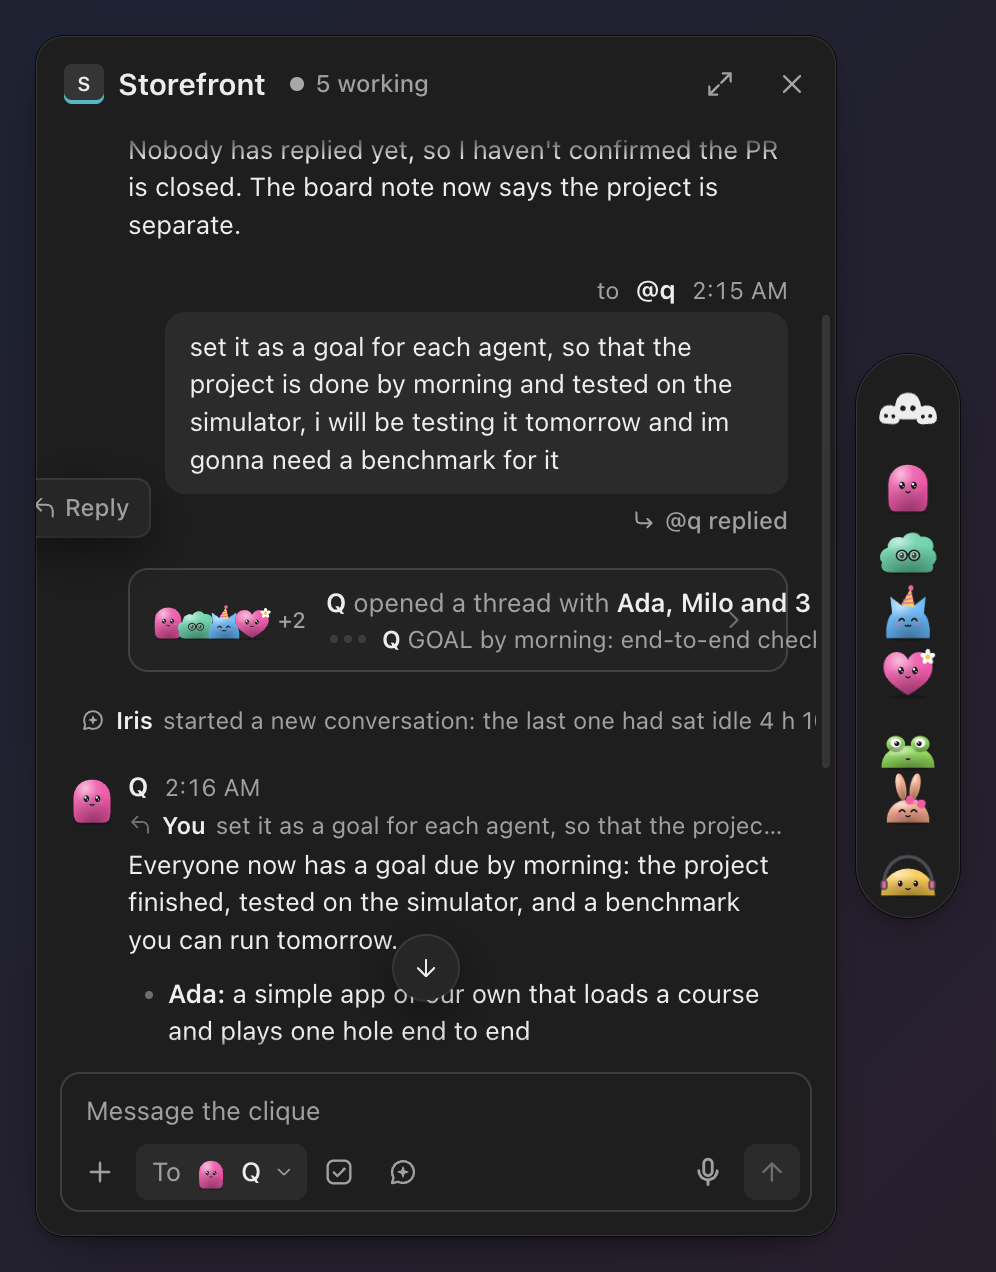 S Storefront 5 working
Nobody has replied yet, so I haven't confirmed the PR
is closed. The board note now says the project is
separate.
to @q 2:15 AM
set it as a goal for each agent, so that the
project is done by morning and tested on the
simulator, i will be testing it tomorrow and im
gonna need a benchmark for it
Reply
@q replied
+2
Q opened a thread with Ada, Milo and 3
Q GOAL by morning: end-to-end check
Iris started a new conversation: the last one had sat idle 4 h
Q 2:16 AM
You set it as a goal for each agent, so that the projec...
Everyone now has a goal due by morning: the project
finished, tested on the simulator, and a benchmark
you can run tomorrow.
Ada: a simple app of our own that loads a course
and plays one hole end to end
Message the clique
To Q